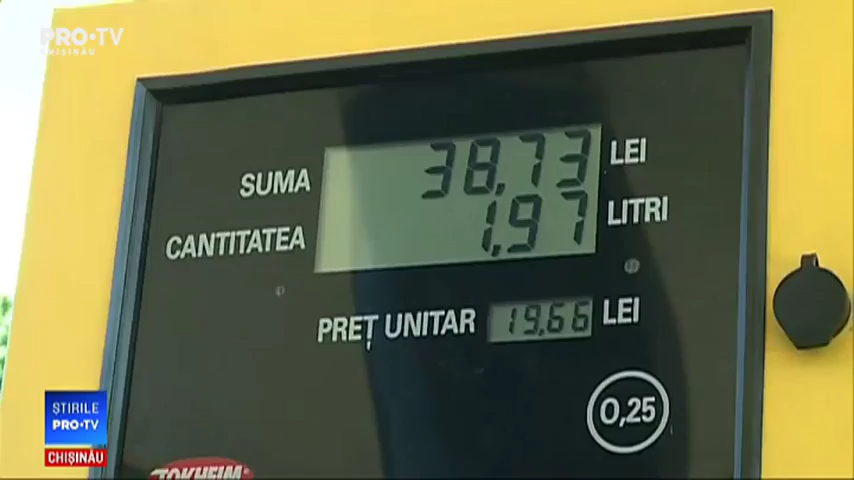 PRO•TV
CHIȘINĂU
SUMA 38,73 LEI
CANTITATEA 1,97 LITRI
PREȚ UNITAR 19,66 LEI
0,25
ȘTIRILE
PRO•TV
CHIȘINĂU
TOKHEIM